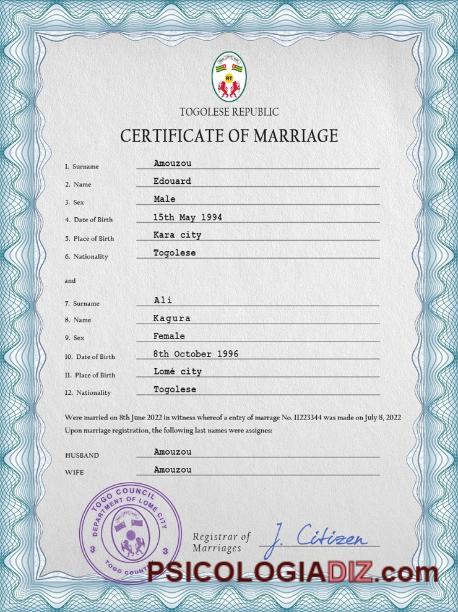 TOGOLESE REPUBLIC
CERTIFICATE OF MARRIAGE
1. Surname Amouzou
2. Name Edouard
3. Sex Male
4. Date of Birth 15th May 1994
5. Place of Birth Kara city
6. Nationality Togolese
and
7. Surname Ali
8. Name Kagura
9. Sex Female
10. Date of Birth 8th October 1996
11. Place of Birth Lomé city
12. Nationality Togolese
Were married on 8th June 2022 in witness whereof a entry of marrage No. II223344 was made on July 8, 2022
Upon marriage registration, the following last names were assignes:
HUSBAND Amouzou
WIFE Amouzou
TOGO COUNCIL
DEPARTMENT OF LOME CITY
3 3
TOGO COUNTY
Registrar of
Marriages
J. Citizen
PSICOLOGIADIZ.com